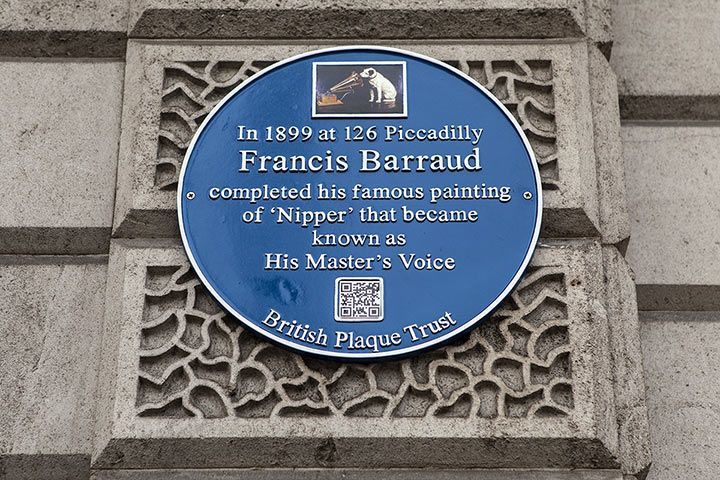 In 1899 at 126 Piccadilly
Francis Barraud
completed his famous painting
of ‘Nipper’ that became
known as
His Master’s Voice
British Plaque Trust